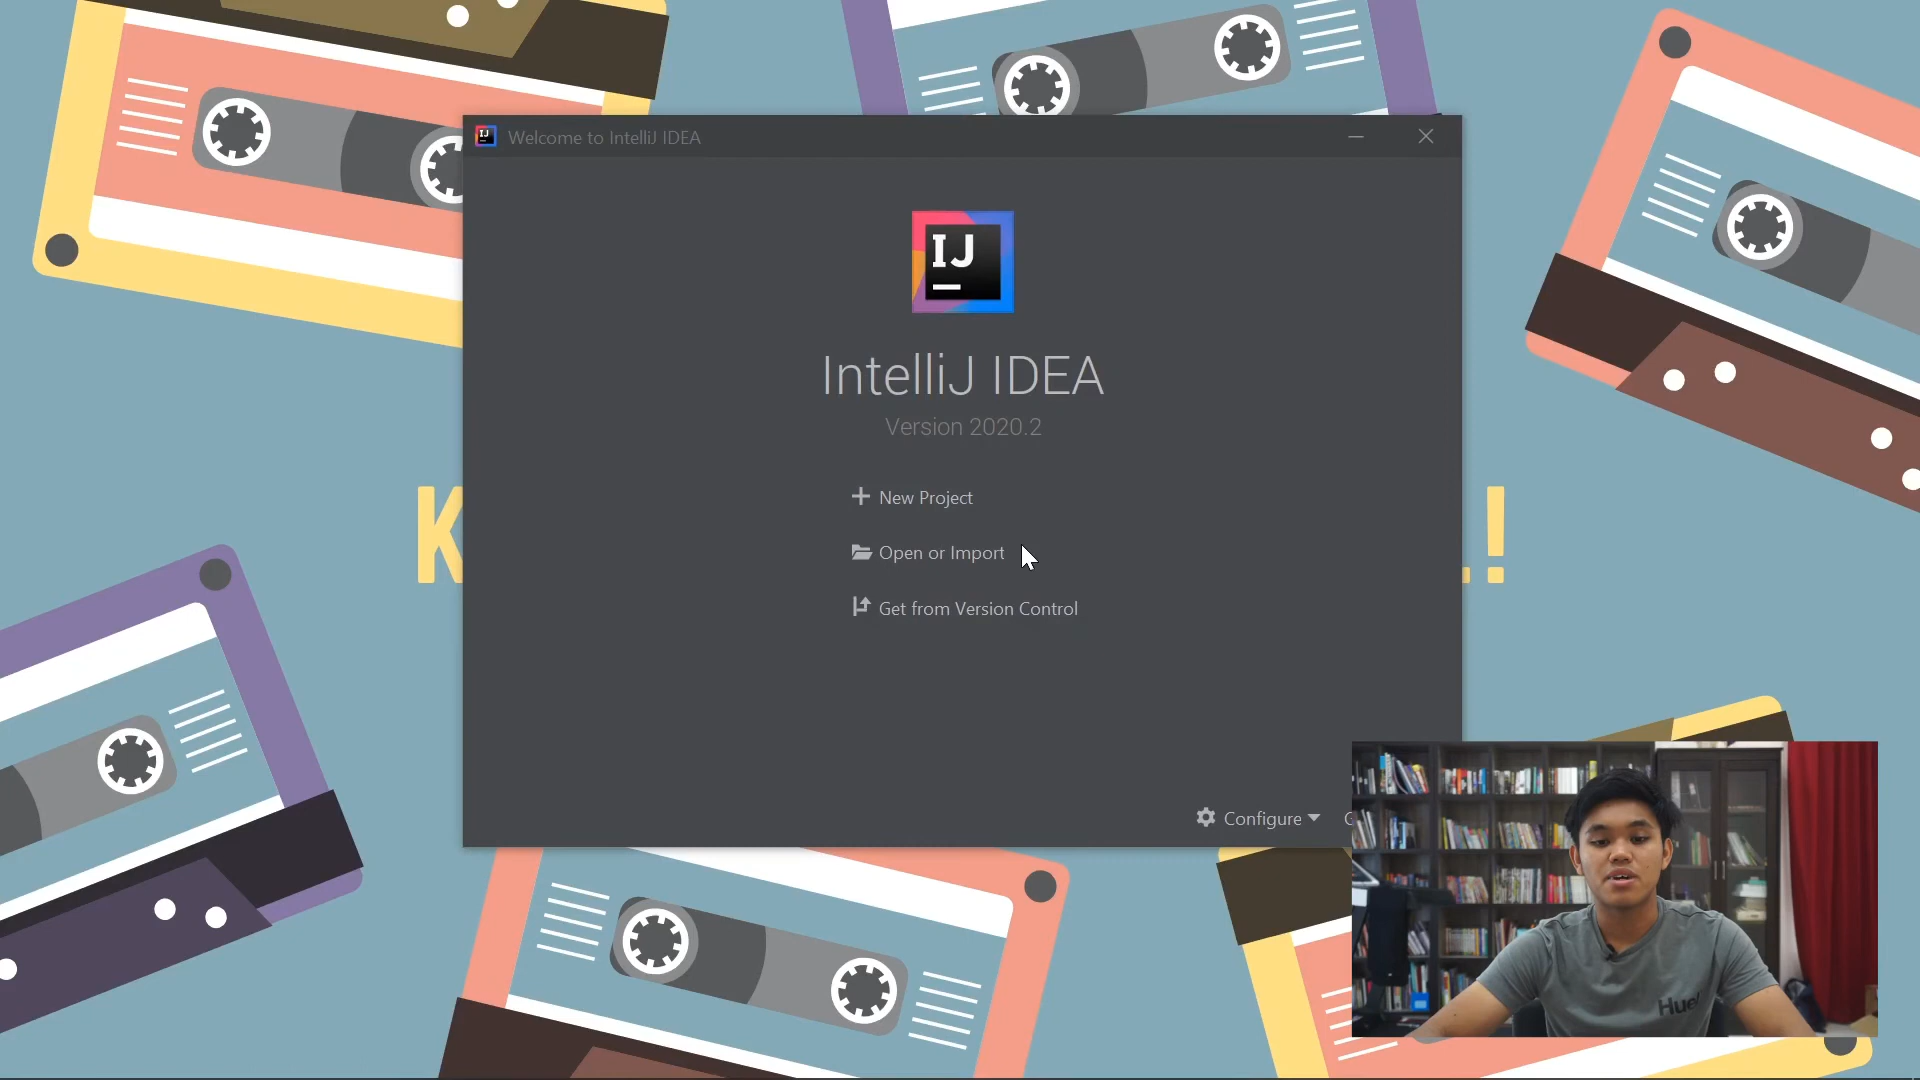 Welcome to IntelliJ IDEA
IJ
IntelliJ IDEA
Version 2020.2
New Project
Open or Import
Get from Version Control
K
.!
Configure